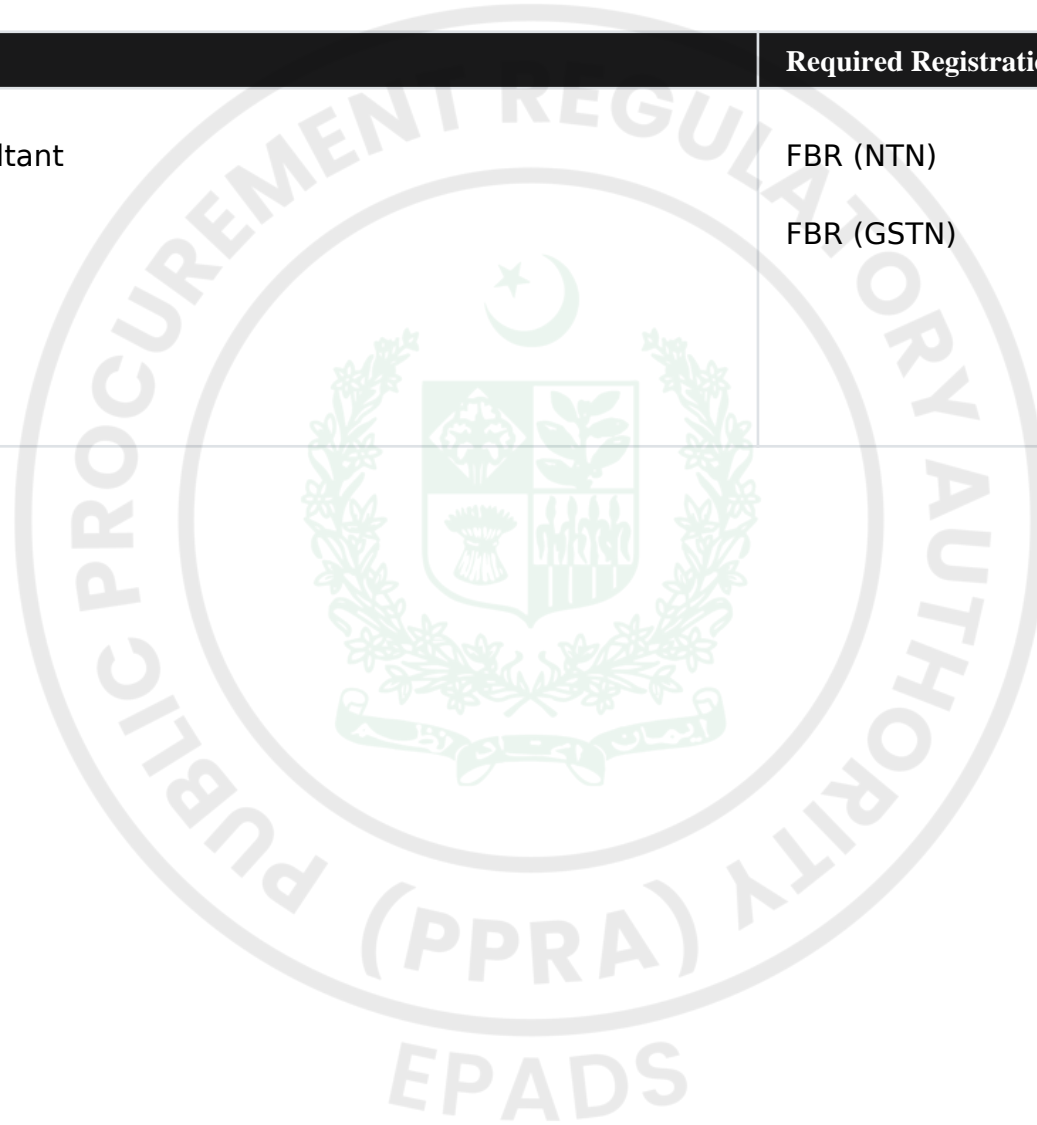 Required Registratio
ltant
FBR (NTN)
FBR (GSTN)
PUBLIC PROCUREMENT REGULATORY AUTHORITY
(PPRA)
EPADS